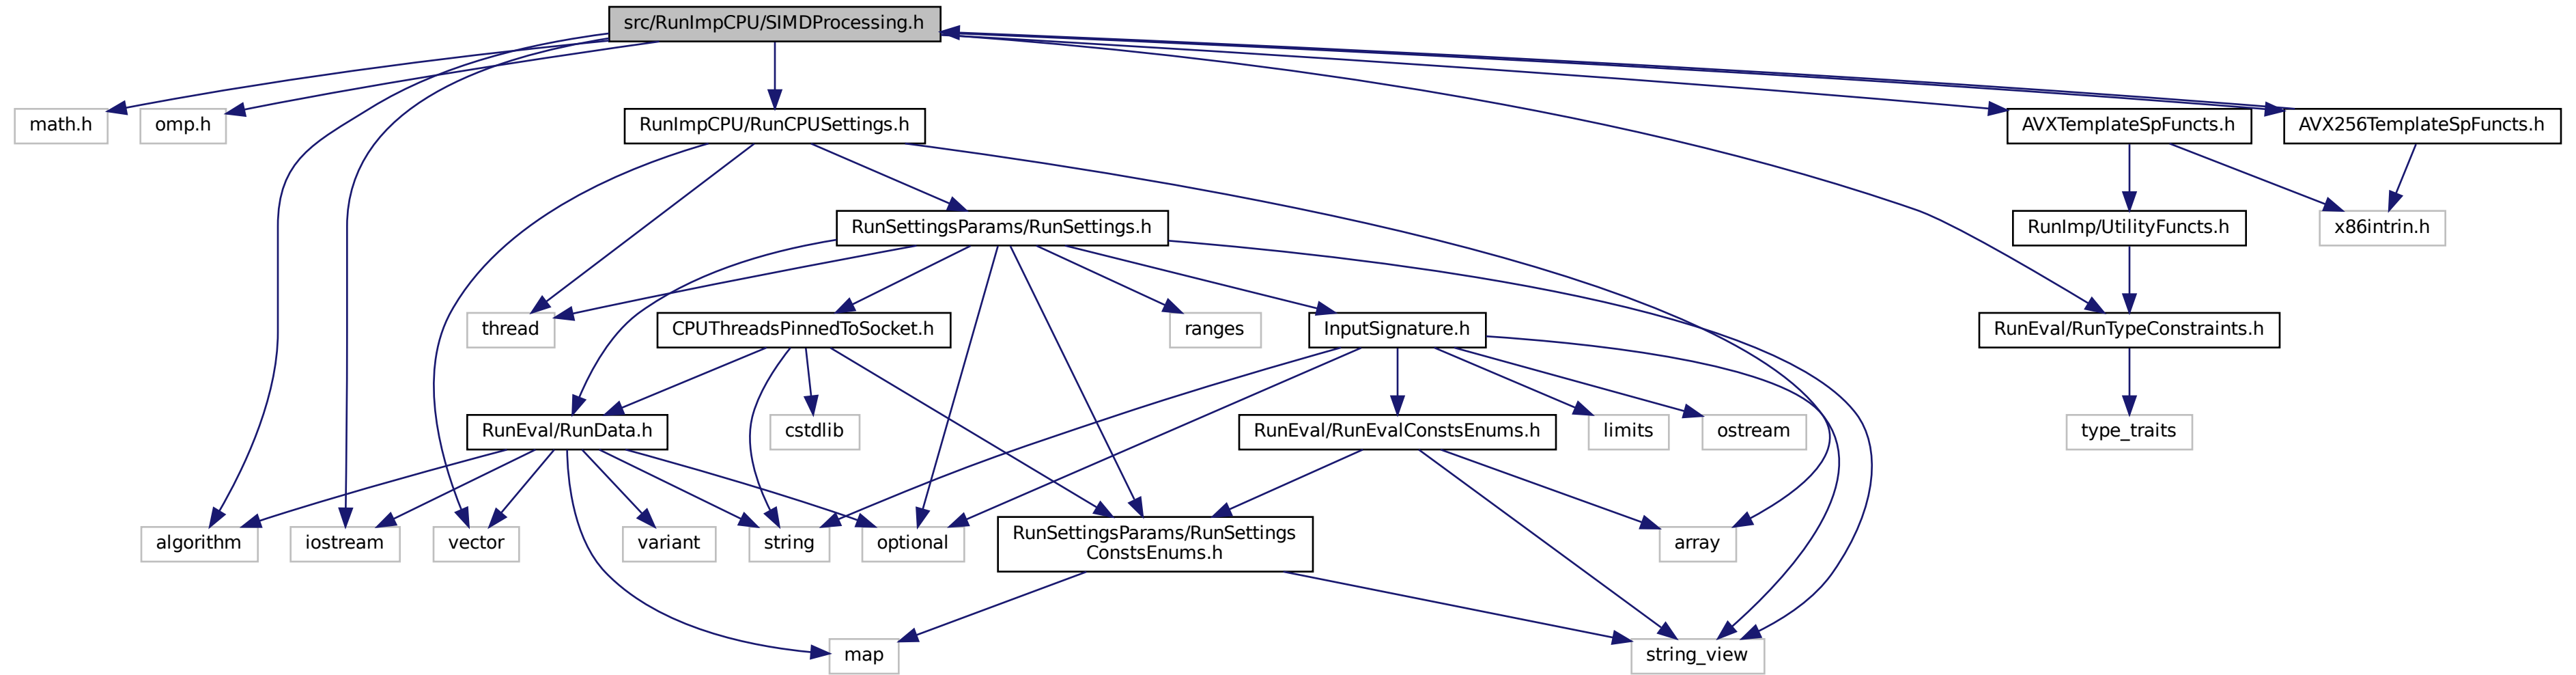 src/RunImpCPU/SIMDProcessing.h
math.h
omp.h
RunImpCPU/RunCPUSettings.h
AVXTemplateSpFuncts.h
AVX256TemplateSpFuncts.h
RunSettingsParams/RunSettings.h
RunImp/UtilityFuncts.h
x86intrin.h
thread
CPUThreadsPinnedToSocket.h
ranges
InputSignature.h
RunEval/RunTypeConstraints.h
RunEval/RunData.h
cstdlib
RunEval/RunEvalConstsEnums.h
limits
ostream
type_traits
algorithm
iostream
vector
variant
string
optional
RunSettingsParams/RunSettings
ConstsEnums.h
array
map
string_view